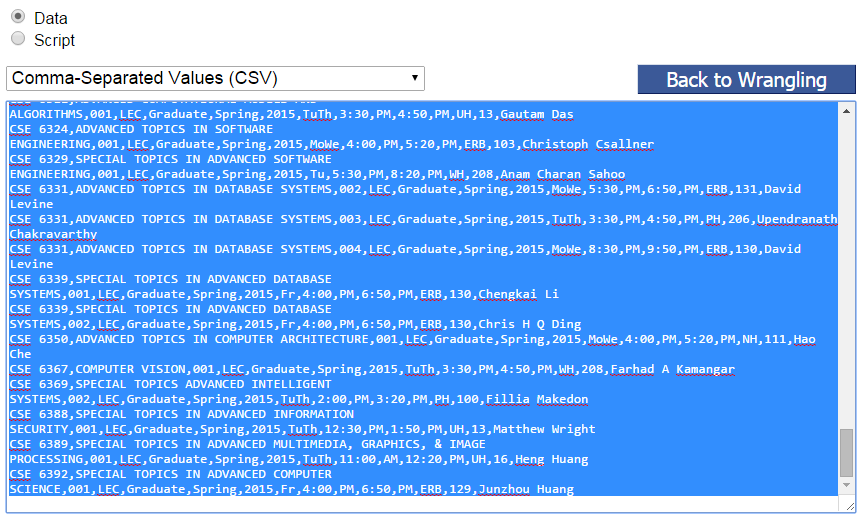 Data
Script
Comma-Separated Values (CSV)
Back to Wrangling
ALGORITHMS,001,LEC,Graduate,Spring,2015,TuTh,3:30,PM,4:50,PM,UH,13,Gautam Das
CSE 6324,ADVANCED TOPICS IN SOFTWARE
ENGINEERING,001,LEC,Graduate,Spring,2015,MoWe,4:00,PM,5:20,PM,ERB,103,Christoph Csallner
CSE 6329,SPECIAL TOPICS IN ADVANCED SOFTWARE
ENGINEERING,001,LEC,Graduate,Spring,2015,Tu,5:30,PM,8:20,PM,WH,208,Anam Charan Sahoo
CSE 6331,ADVANCED TOPICS IN DATABASE SYSTEMS,002,LEC,Graduate,Spring,2015,MoWe,5:30,PM,6:50,PM,ERB,131,David
Levine
CSE 6331,ADVANCED TOPICS IN DATABASE SYSTEMS,003,LEC,Graduate,Spring,2015,TuTh,3:30,PM,4:50,PM,PH,206,Upendranath
Chakravarthy
CSE 6331,ADVANCED TOPICS IN DATABASE SYSTEMS,004,LEC,Graduate,Spring,2015,MoWe,8:30,PM,9:50,PM,ERB,130,David
Levine
CSE 6339,SPECIAL TOPICS IN ADVANCED DATABASE
SYSTEMS,001,LEC,Graduate,Spring,2015,Fr,4:00,PM,6:50,PM,ERB,130,Chengkai Li
CSE 6339,SPECIAL TOPICS IN ADVANCED DATABASE
SYSTEMS,002,LEC,Graduate,Spring,2015,Fr,4:00,PM,6:50,PM,ERB,130,Chris H Q Ding
CSE 6350,ADVANCED TOPICS IN COMPUTER ARCHITECTURE,001,LEC,Graduate,Spring,2015,MoWe,4:00,PM,5:20,PM,NH,111,Hao
Che
CSE 6367,COMPUTER VISION,001,LEC,Graduate,Spring,2015,TuTh,3:30,PM,4:50,PM,WH,208,Farhad A Kamangar
CSE 6369,SPECIAL TOPICS ADVANCED INTELLIGENT
SYSTEMS,002,LEC,Graduate,Spring,2015,TuTh,2:00,PM,3:20,PM,PH,100,Fillia Makedon
CSE 6388,SPECIAL TOPICS IN ADVANCED INFORMATION
SECURITY,001,LEC,Graduate,Spring,2015,TuTh,12:30,PM,1:50,PM,UH,13,Matthew Wright
CSE 6389,SPECIAL TOPICS IN ADVANCED MULTIMEDIA, GRAPHICS, & IMAGE
PROCESSING,001,LEC,Graduate,Spring,2015,TuTh,11:00,AM,12:20,PM,UH,16,Heng Huang
CSE 6392,SPECIAL TOPICS IN ADVANCED COMPUTER
SCIENCE,001,LEC,Graduate,Spring,2015,Fr,4:00,PM,6:50,PM,ERB,129,Junzhou Huang